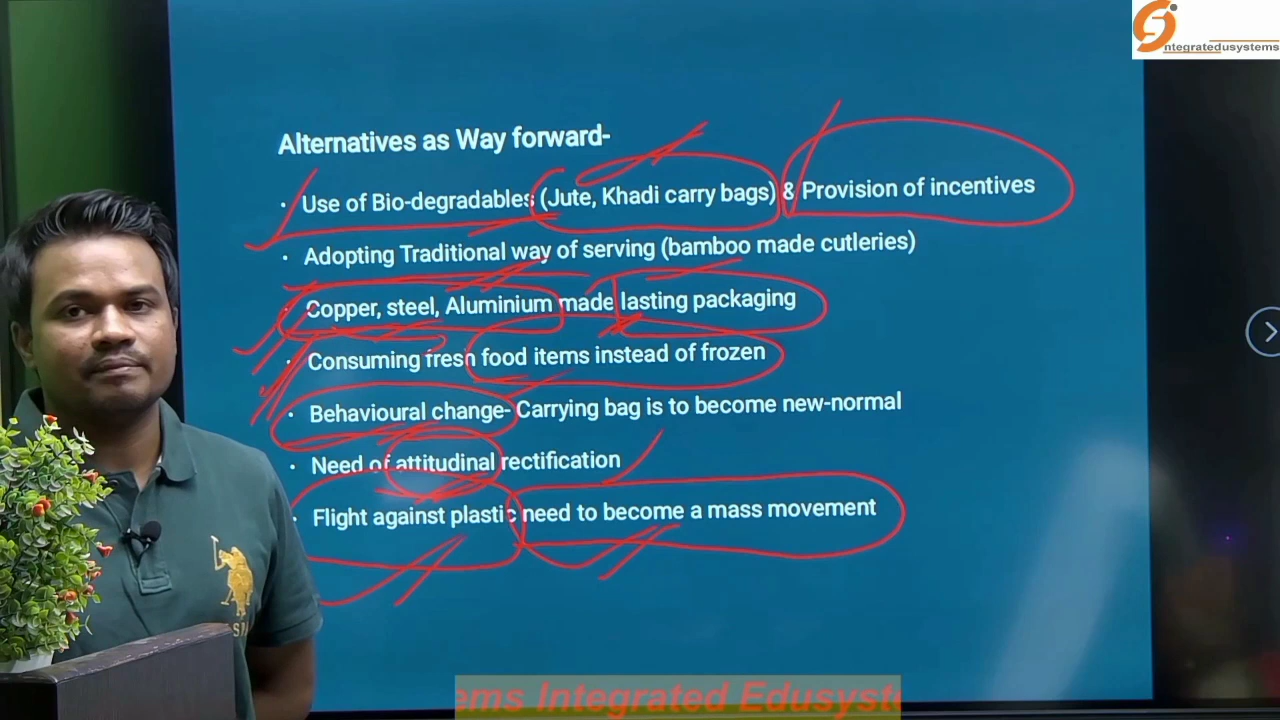 ntegratedusystems
Alternatives as Way forward-
· Use of Bio-degradables (Jute, Khadi carry bags) & Provision of incentives
· Adopting Traditional way of serving (bamboo made cutleries)
· Copper, steel, Aluminium made lasting packaging
· Consuming fresh food items instead of frozen
· Behavioural change- Carrying bag is to become new-normal
· Need of attitudinal rectification
· Flight against plastic need to become a mass movement
ems Integrated Edusyste